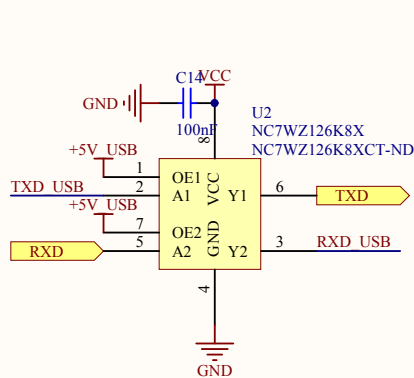 C14
VCC
GND
100nF
8
U2
NC7WZ126K8X
NC7WZ126K8XCT-ND
+5V_USB
1
OE1
VCC
TXD_USB
2
A1
Y1
6
TXD
+5V_USB
7
OE2
GND
RXD
5
A2
Y2
3
RXD_USB
4
GND